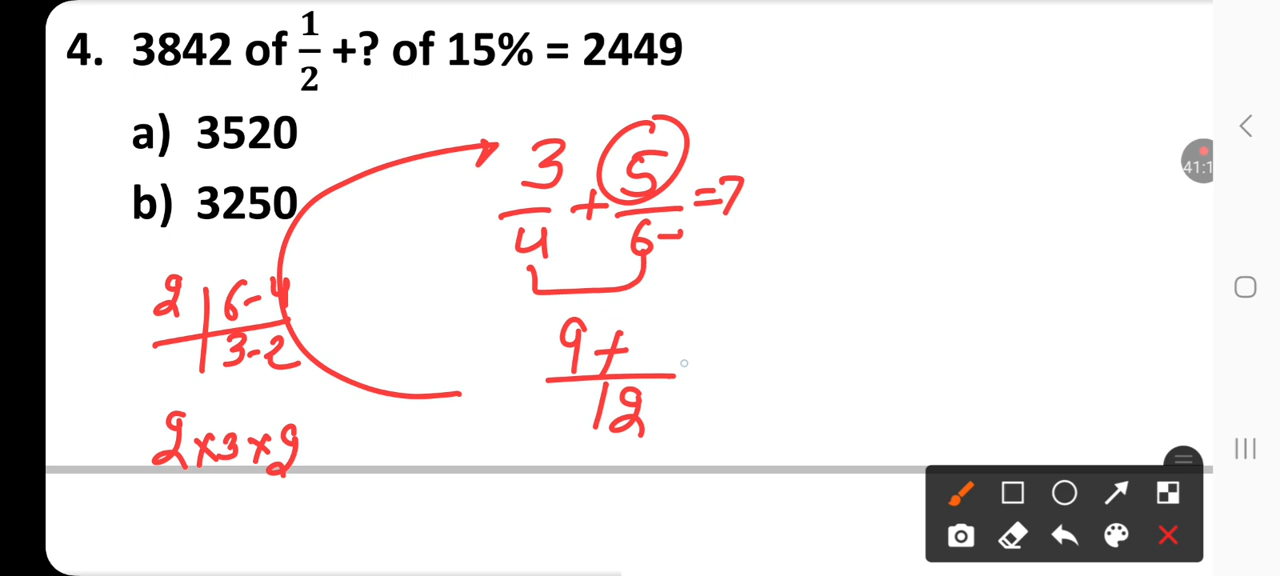 4. 3842 of 1/2 +? of 15% = 2449
a) 3520
b) 3250
3/4 + 5/6 = ?
2 | 6-4
3-2
2×3×2
9+
12
41:1